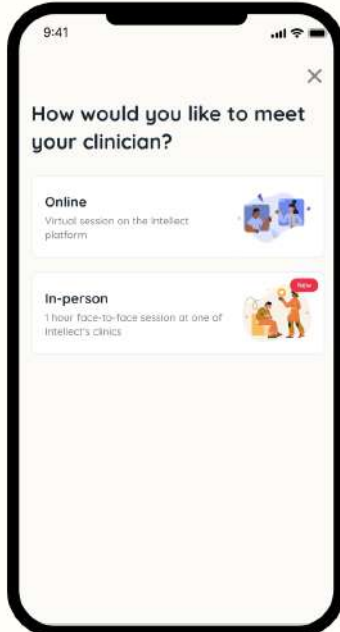 9:41
How would you like to meet
your clinician?
Online
Virtual session on the Intellect
platform
New
In-person
1 hour face-to-face session at one of
Intellect's clinics